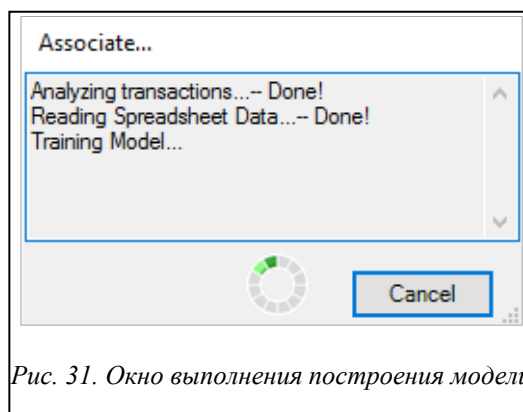 Associate...
Analyzing transactions...-- Done!
Reading Spreadsheet Data...-- Done!
Training Model...
Cancel
Рис. 31. Окно выполнения построения модели